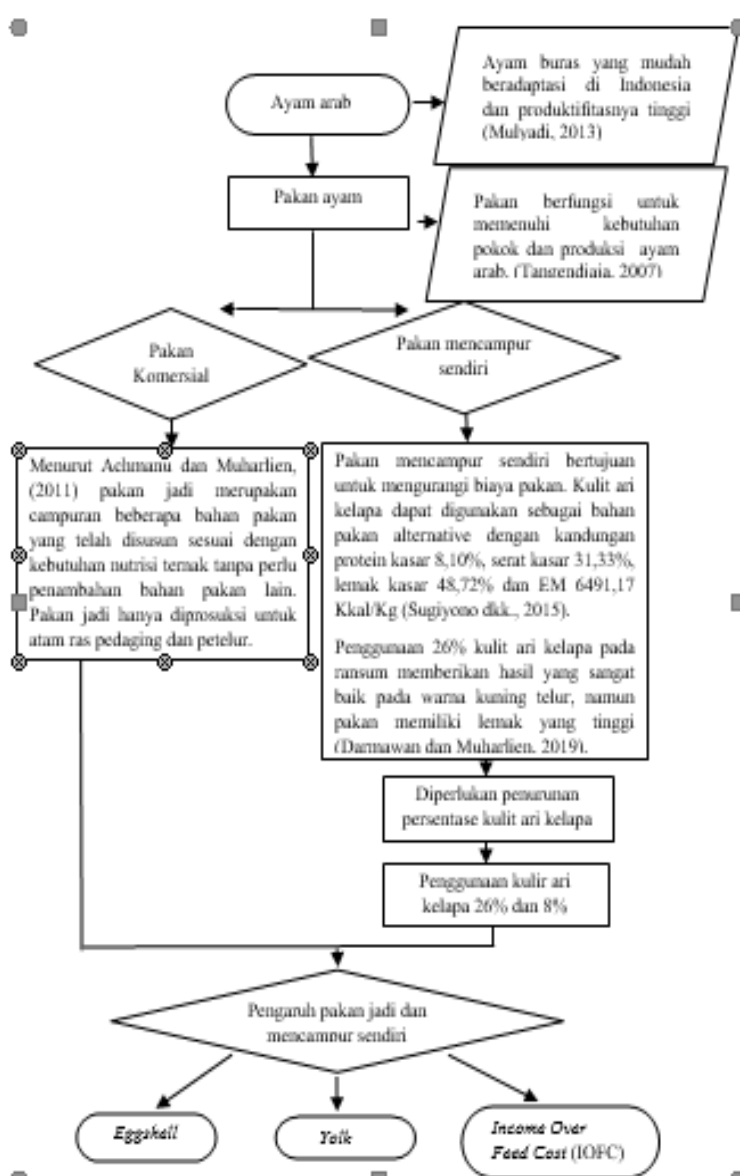 Ayam arab
Ayam buras yang mudah
beradaptasi di Indonesia
dan produktifitasnya tinggi
(Mulyadi, 2013)
Pakan ayam
Pakan berfungsi untuk
memenuhi kebutuhan
pokok dan produksi ayam
arab. (Tangendjaja, 2007)
Pakan
Komersial
Pakan mencampur
sendiri
Menurut Achmanu dan Muharlien,
(2011) pakan jadi merupakan
campuran beberapa bahan pakan
yang telah disusun sesuai dengan
kebutuhan nutrisi ternak tanpa perlu
penambahan bahan pakan lain.
Pakan jadi hanya diprosuksi untuk
atam ras pedaging dan petelur.
Pakan mencampur sendiri bertujuan
untuk mengurangi biaya pakan. Kulit ari
kelapa dapat digunakan sebagai bahan
pakan alternative dengan kandungan
protein kasar 8,10%, serat kasar 31,33%,
lemak kasar 48,72% dan EM 6491,17
Kkal/Kg (Sugiyono dkk., 2015).
Penggunaan 26% kulit ari kelapa pada
ransum memberikan hasil yang sangat
baik pada warna kuning telur, namun
pakan memiliki lemak yang tinggi
(Darmawan dan Muharlien, 2019).
Diperlukan penurunan
persentase kulit ari kelapa
Penggunaan kulir ari
kelapa 26% dan 8%
Pengaruh pakan jadi dan
mencampur sendiri
Eggshell
Yolk
Income Over
Feed Cost (IOFC)